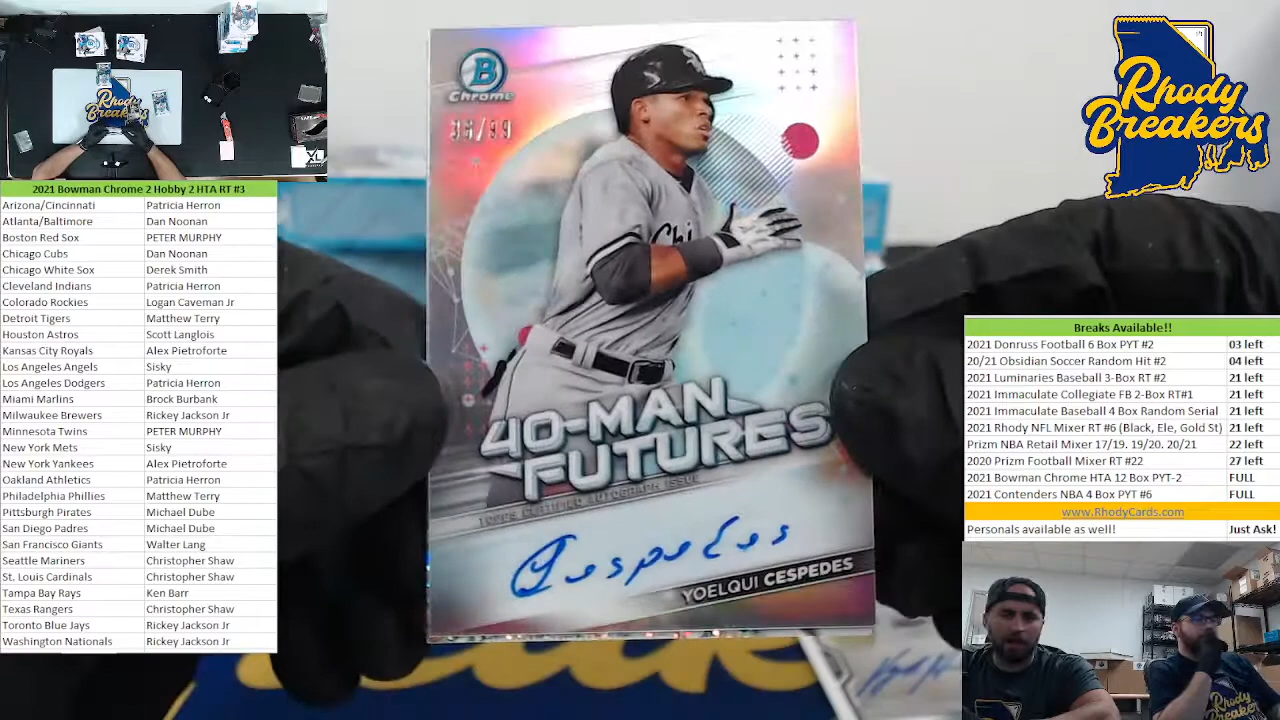 2021 Bowman Chrome 2 Hobby 2 HTA RT #3
Arizona/Cincinnati Patricia Herron
Atlanta/Baltimore Dan Noonan
Boston Red Sox PETER MURPHY
Chicago Cubs Dan Noonan
Chicago White Sox Derek Smith
Cleveland Indians Patricia Herron
Colorado Rockies Logan Caveman Jr
Detroit Tigers Matthew Terry
Houston Astros Scott Langlois
Kansas City Royals Alex Pietroforte
Los Angeles Angels Sisky
Los Angeles Dodgers Patricia Herron
Miami Marlins Brock Burbank
Milwaukee Brewers Rickey Jackson Jr
Minnesota Twins PETER MURPHY
New York Mets Sisky
New York Yankees Alex Pietroforte
Oakland Athletics Patricia Herron
Philadelphia Phillies Matthew Terry
Pittsburgh Pirates Michael Dube
San Diego Padres Michael Dube
San Francisco Giants Walter Lang
Seattle Mariners Christopher Shaw
St. Louis Cardinals Christopher Shaw
Tampa Bay Rays Ken Barr
Texas Rangers Christopher Shaw
Toronto Blue Jays Rickey Jackson Jr
Washington Nationals Rickey Jackson Jr
Rhody
Breakers
XL
B
Chrome
/99
Chi
40-MAN
FUTURES
TOPPS CERTIFIED AUTOGRAPH ISSUE
Cespedes
YOELQUI CESPEDES
Rhody
Breakers
Breaks Available!!
2021 Donruss Football 6 Box PYT #2 03 left
20/21 Obsidian Soccer Random Hit #2 04 left
2021 Luminaries Baseball 3-Box RT #2 21 left
2021 Immaculate Collegiate FB 2-Box RT#1 21 left
2021 Immaculate Baseball 4 Box Random Serial 21 left
2021 Rhody NFL Mixer RT #6 (Black, Ele, Gold St) 21 left
Prizm NBA Retail Mixer 17/19. 19/20. 20/21 22 left
2020 Prizm Football Mixer RT #22 27 left
2021 Bowman Chrome HTA 12 Box PYT-2 FULL
2021 Contenders NBA 4 Box PYT #6 FULL
www.RhodyCards.com
Personals available as well! Just Ask!
Rhody
Breakers